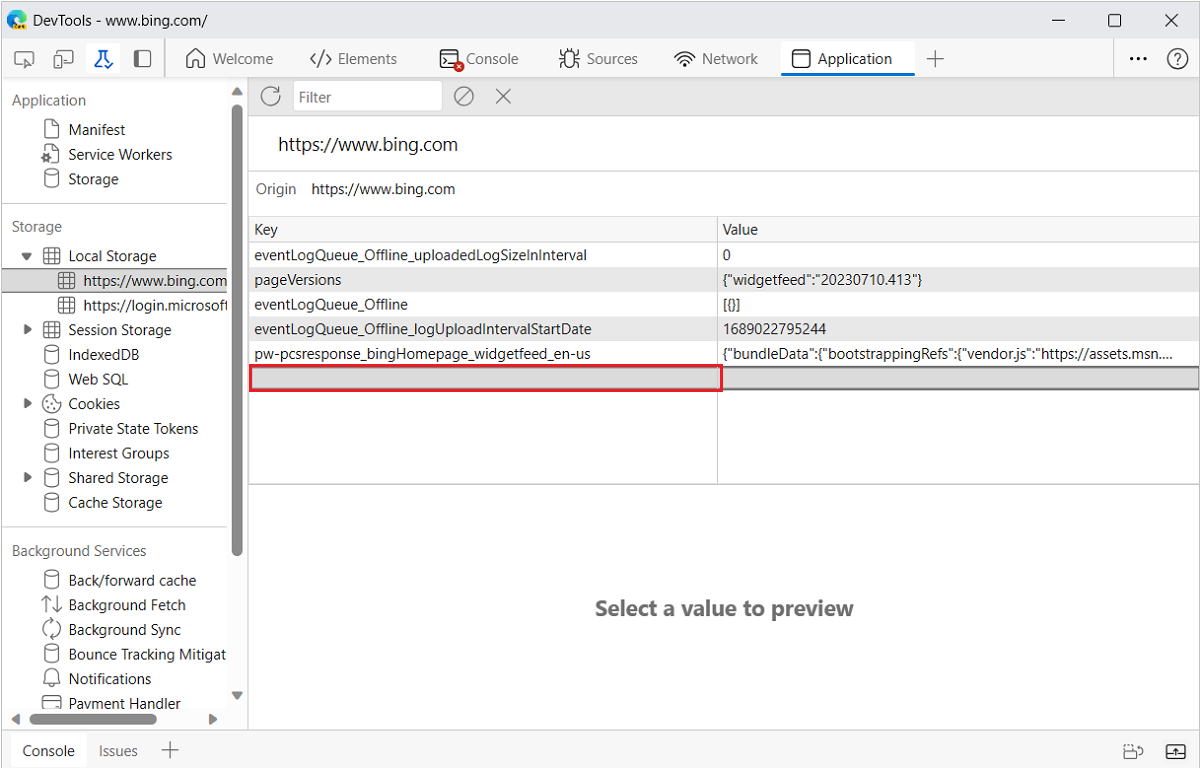 DevTools - www.bing.com/
Welcome
Elements
Console
Sources
Network
Application
Application
Manifest
Service Workers
Storage
Storage
Local Storage
https://www.bing.com
https://login.microsoft
Session Storage
IndexedDB
Web SQL
Cookies
Private State Tokens
Interest Groups
Shared Storage
Cache Storage
Background Services
Back/forward cache
Background Fetch
Background Sync
Bounce Tracking Mitigat
Notifications
Payment Handler
Filter
https://www.bing.com
Origin https://www.bing.com
Key Value
eventLogQueue_Offline_uploadedLogSizeInInterval 0
pageVersions {"widgetfeed":"20230710.413"}
eventLogQueue_Offline [{}]
eventLogQueue_Offline_logUploadIntervalStartDate 1689022795244
pw-pcsresponse_bingHomepage_widgetfeed_en-us {"bundleData":{"bootstrappingRefs":{"vendor.js":"https://assets.msn....
Select a value to preview
Console Issues